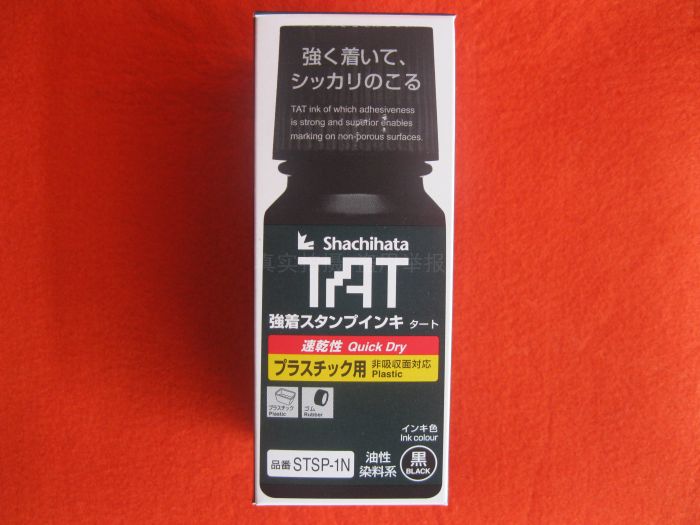 強く着いて、
シッカリのこる
TAT ink of which adhesiveness
is strong and superior enables
marking on non-porous surfaces.
Shachihata
TAT
強着スタンプインキ タート
速乾性 Quick Dry
プラスチック用 非吸収面対応
Plastic
プラスチック
Plastic
ゴム
Rubber
インキ色
Ink colour
品番 STSP-1N
油性
染料系
黒
BLACK